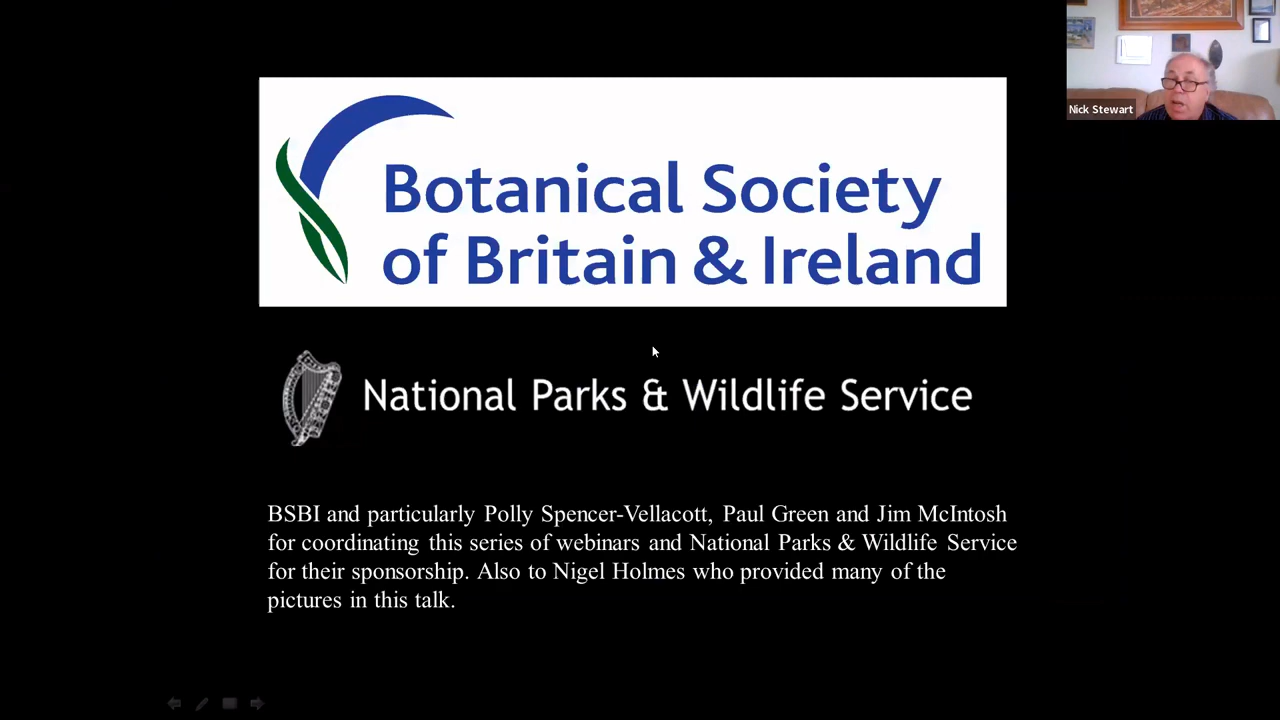 Nick Stewart
Botanical Society
of Britain & Ireland
National Parks & Wildlife Service
BSBI and particularly Polly Spencer-Vellacott, Paul Green and Jim McIntosh
for coordinating this series of webinars and National Parks & Wildlife Service
for their sponsorship. Also to Nigel Holmes who provided many of the
pictures in this talk.